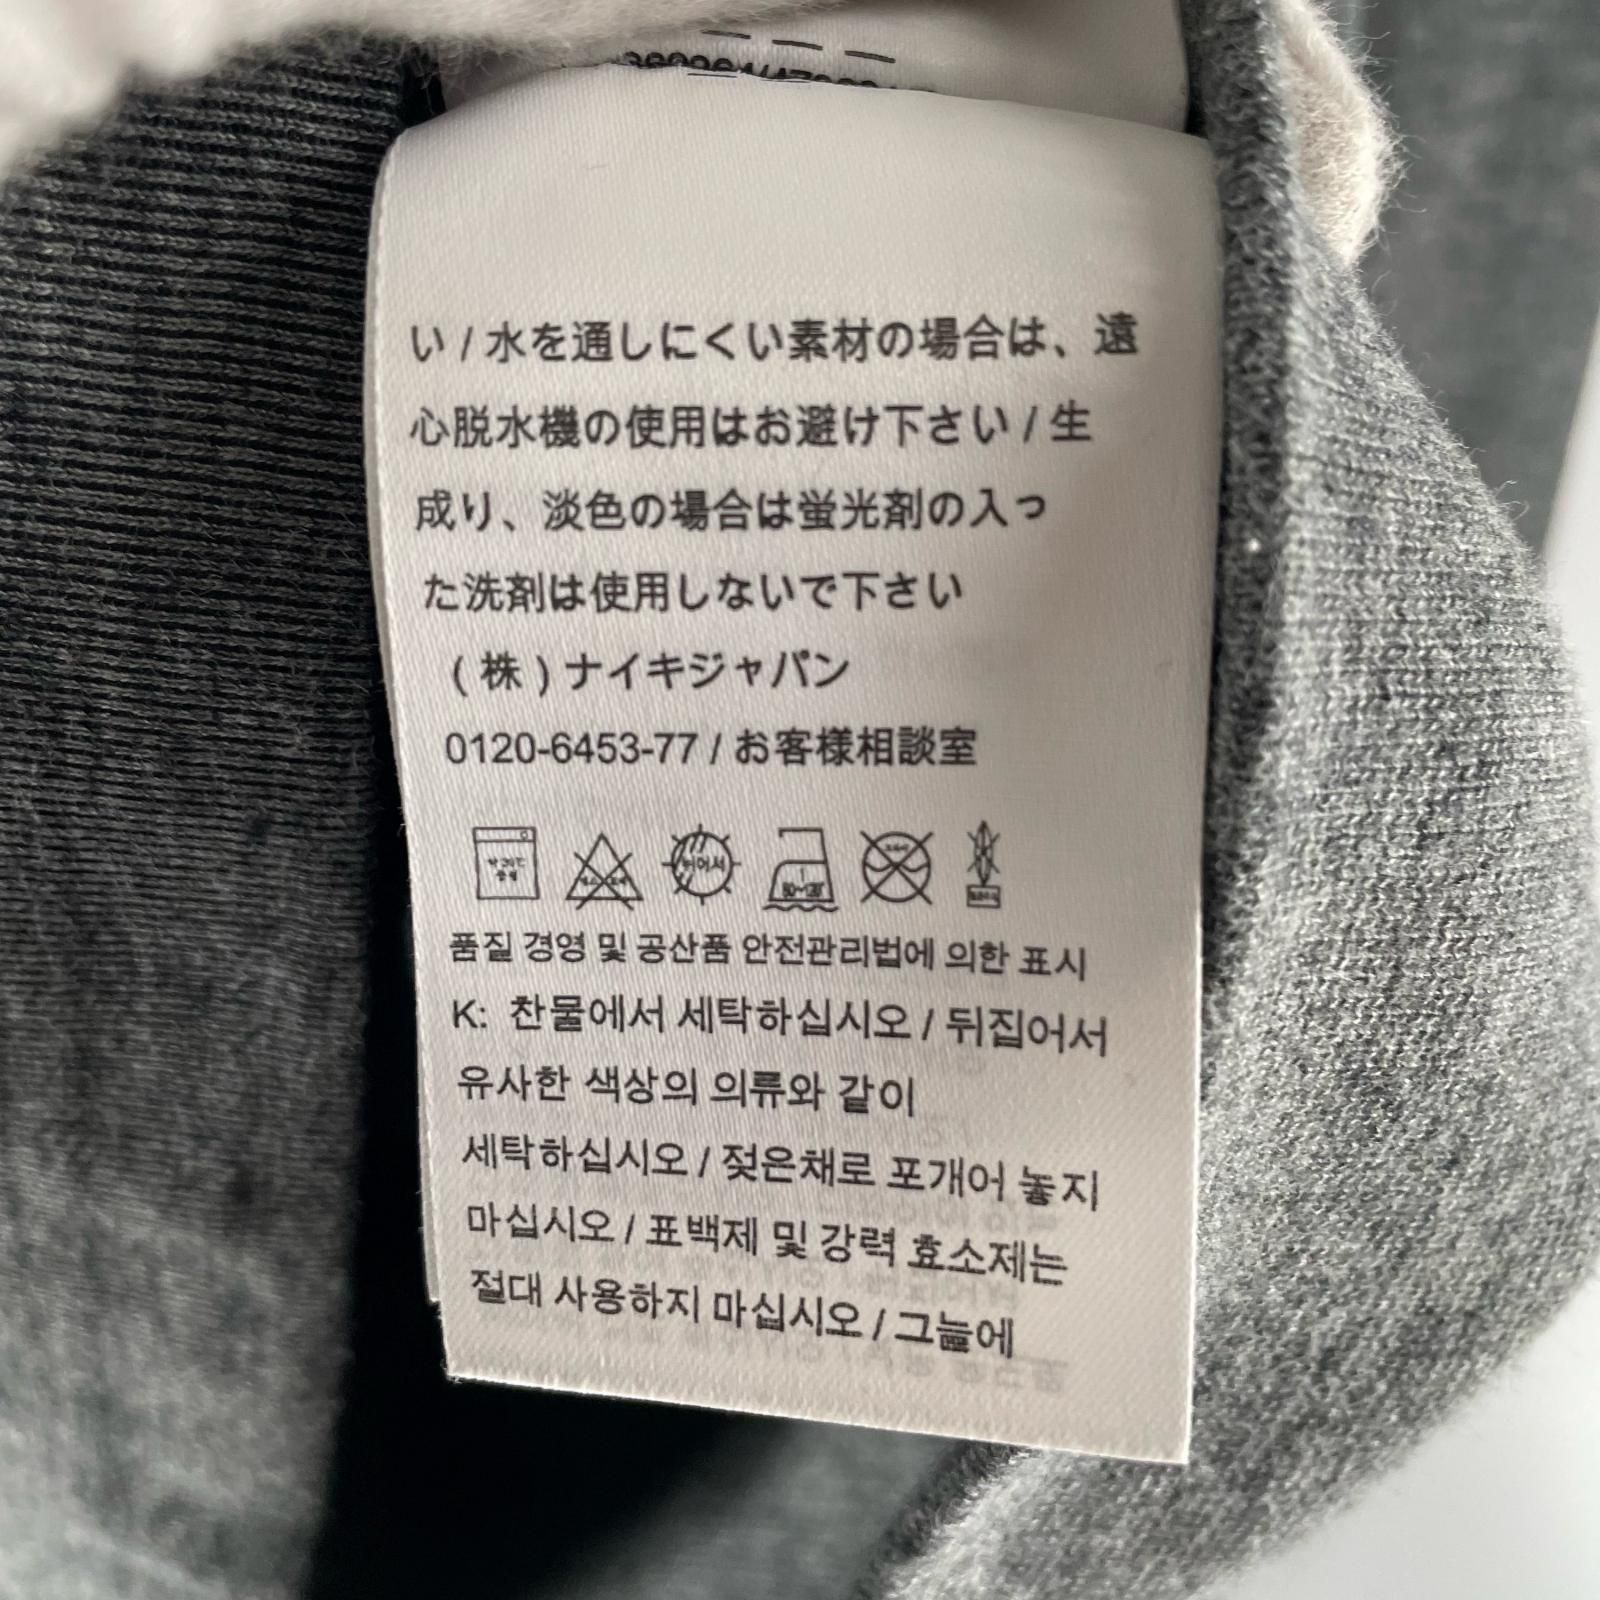 い / 水を通しにくい素材の場合は、遠
心脱水機の使用はお避け下さい / 生
成り、淡色の場合は蛍光剤の入っ
た洗剤は使用しないで下さい
( 株 ) ナイキジャパン
0120-6453-77 / お客様相談室
품질 경영 및 공산품 안전관리법에 의한 표시
K: 찬물에서 세탁하십시오 / 뒤집어서
유사한 색상의 의류와 같이
세탁하십시오 / 젖은채로 포개어 놓지
마십시오 / 표백제 및 강력 효소제는
절대 사용하지 마십시오 / 그늘에